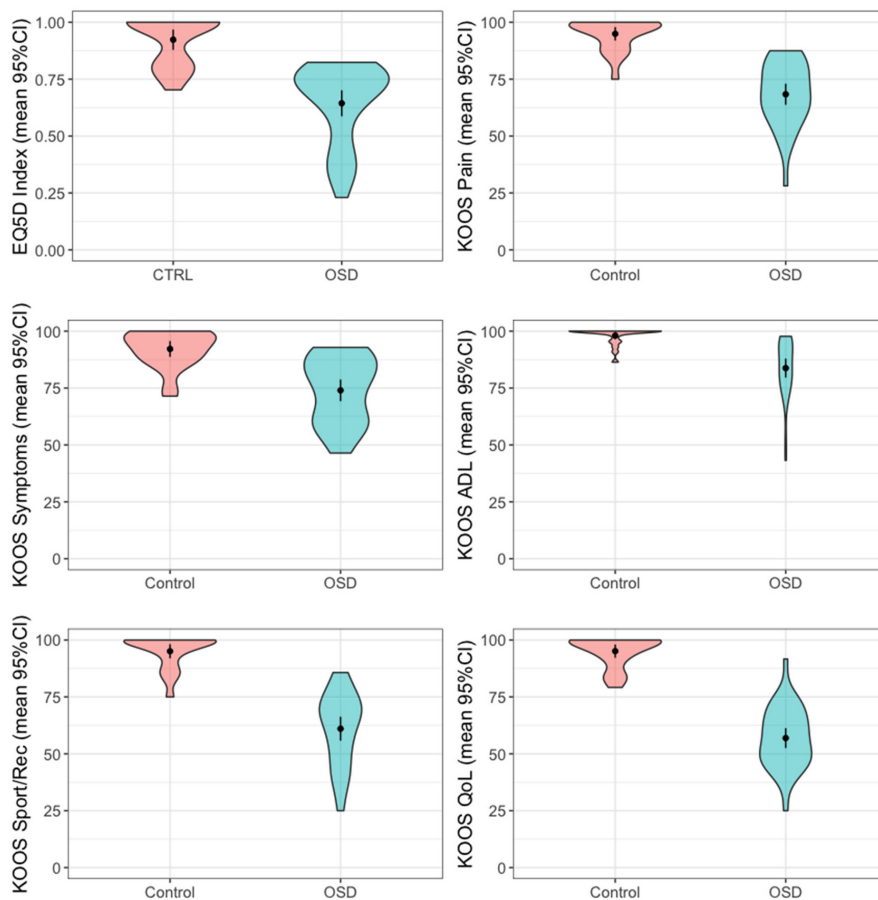 EQ5D Index (mean 95%CI)
1.00
0.75
0.50
0.25
0.00
CTRL
OSD
KOOS Pain (mean 95%CI)
100
75
50
25
0
Control
OSD
KOOS Symptoms (mean 95%CI)
100
75
50
25
0
Control
OSD
KOOS ADL (mean 95%CI)
100
75
50
25
0
Control
OSD
KOOS Sport/Rec (mean 95%CI)
100
75
50
25
0
Control
OSD
KOOS QoL (mean 95%CI)
100
75
50
25
0
Control
OSD